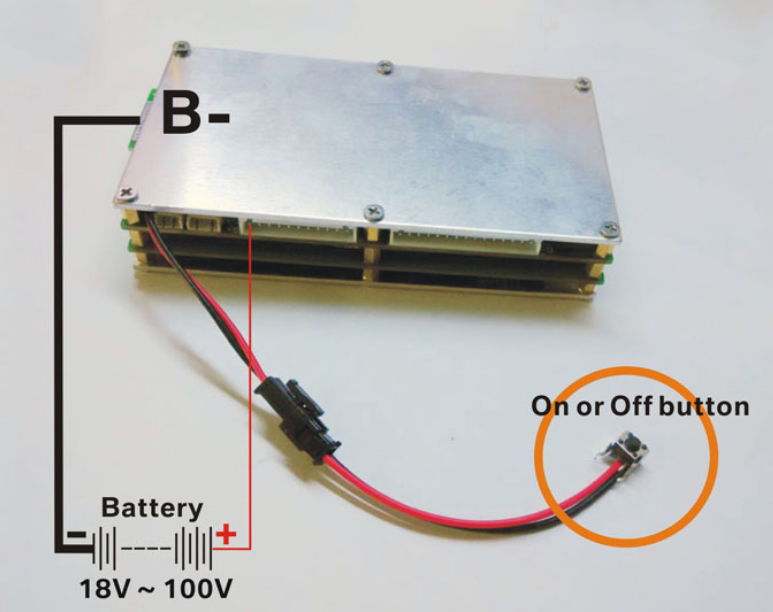 B-
On or Off button
Battery
- +
18V ~ 100V